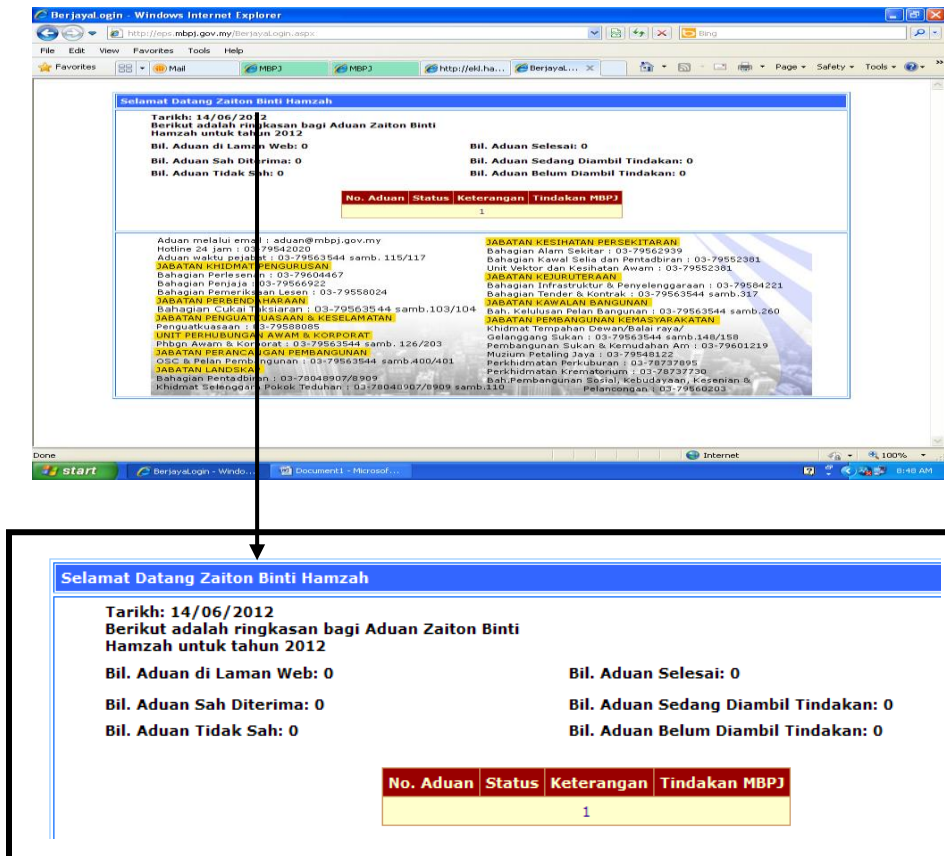 BerjayaLogin - Windows Internet Explorer
http://eps.mbpj.gov.my/BerjayaLogin.aspx
Bing
File Edit View Favorites Tools Help
Favorites Mail MBPJ MBPJ http://ekl.ha... BerjayaL... Page Safety Tools
Selamat Datang Zaiton Binti Hamzah
Tarikh: 14/06/2012
Berikut adalah ringkasan bagi Aduan Zaiton Binti
Hamzah untuk tahun 2012
Bil. Aduan di Laman Web: 0 Bil. Aduan Selesai: 0
Bil. Aduan Sah Diterima: 0 Bil. Aduan Sedang Diambil Tindakan: 0
Bil. Aduan Tidak Sah: 0 Bil. Aduan Belum Diambil Tindakan: 0
No. Aduan Status Keterangan Tindakan MBPJ
1
Aduan melalui email : aduan@mbpj.gov.my
Hotline 24 jam : 03-79542020
Aduan waktu pejabat : 03-79563544 samb. 115/117
JABATAN KHIDMAT PENGURUSAN
Bahagian Perlesenan : 03-79604467
Bahagian Penjaja : 03-79566922
Bahagian Pemeriksaan Lesen : 03-79558024
JABATAN PERBENDAHARAAN
Bahagian Cukai Taksiaran : 03-79563544 samb.103/104
JABATAN PENGUATKUASAAN & KESELAMATAN
Penguatkuasaan : 03-79588085
UNIT PERHUBUNGAN AWAM & KORPORAT
Phbgn Awam & Korporat : 03-79563544 samb. 126/203
JABATAN PERANCANGAN PEMBANGUNAN
OSC & Pelan Pembangunan : 03-79563544 samb.400/401
JABATAN LANDSKAP
Bahagian Pentadbiran : 03-78048907/8909
Khidmat Selenggara Pokok Teduhan : 03-78048907/8909 samb.110
JABATAN KESIHATAN PERSEKITARAN
Bahagian Alam Sekitar : 03-79562939
Bahagian Kawal Selia dan Pentadbiran : 03-79552381
Unit Vektor dan Kesihatan Awam : 03-79552381
JABATAN KEJURUTERAAN
Bahagian Infrastruktur & Penyelenggaraan : 03-79584221
Bahagian Tender & Kontrak : 03-79563544 samb.317
JABATAN KAWALAN BANGUNAN
Bah. Kelulusan Pelan Bangunan : 03-79563544 samb.260
JABATAN PEMBANGUNAN KEMASYARAKATAN
Khidmat Tempahan Dewan/Balai raya/
Gelanggang Sukan : 03-79563544 samb.148/158
Pembangunan Sukan & Kemudahan Am : 03-79601219
Muzium Petaling Jaya : 03-79548122
Perkhidmatan Perkuburan : 03-78737895
Perkhidmatan Krematorium : 03-78737730
Bah.Pembangunan Sosial, Kebudayaan, Kesenian &
Pelancongan : 03-79560203
Done Internet 100%
start BerjayaLogin - Windo... Document1 - Microsof... 8:48 AM
Selamat Datang Zaiton Binti Hamzah
Tarikh: 14/06/2012
Berikut adalah ringkasan bagi Aduan Zaiton Binti
Hamzah untuk tahun 2012
Bil. Aduan di Laman Web: 0 Bil. Aduan Selesai: 0
Bil. Aduan Sah Diterima: 0 Bil. Aduan Sedang Diambil Tindakan: 0
Bil. Aduan Tidak Sah: 0 Bil. Aduan Belum Diambil Tindakan: 0
No. Aduan Status Keterangan Tindakan MBPJ
1